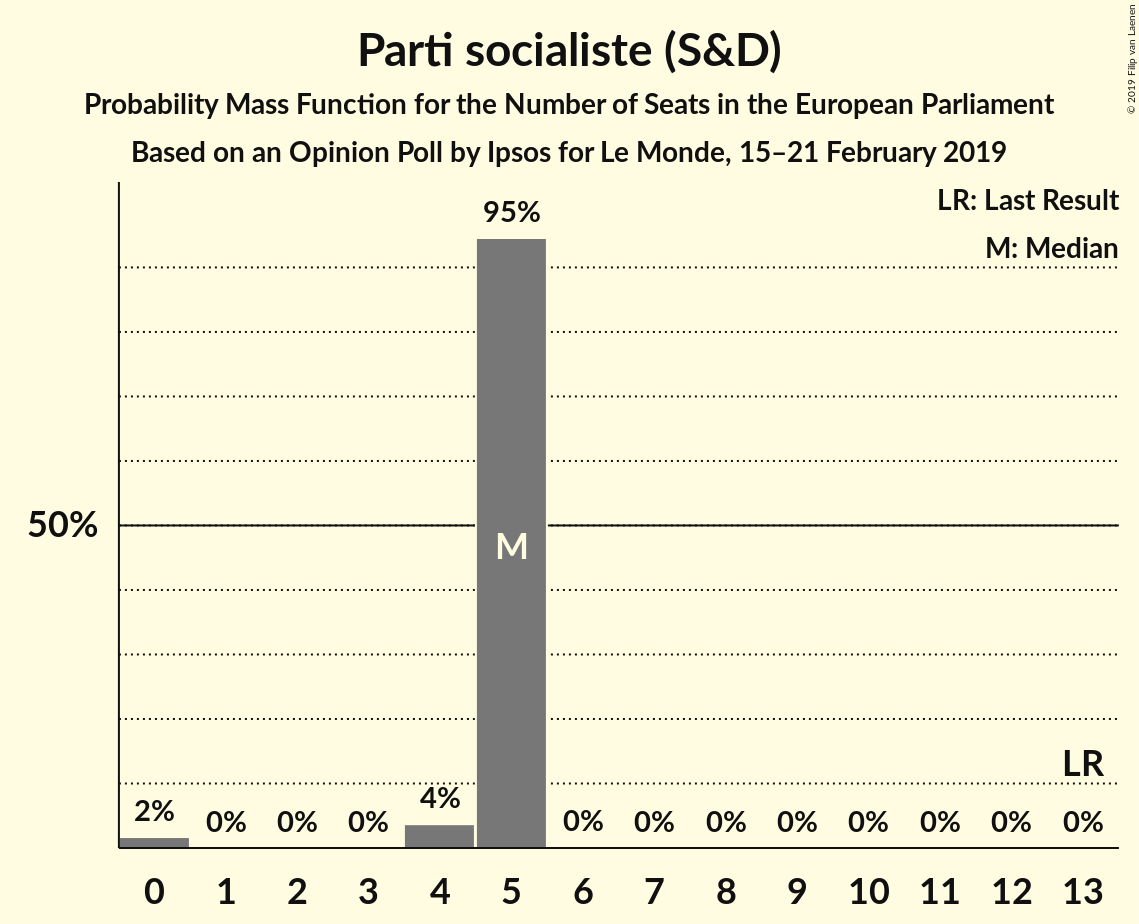 Parti socialiste (S&D)
Probability Mass Function for the Number of Seats in the European Parliament
Based on an Opinion Poll by Ipsos for Le Monde, 15–21 February 2019
© 2019 Filip van Laenen
LR: Last Result
M: Median
95%
50%
M
LR
2% 0% 0% 0% 4% 0% 0% 0% 0% 0% 0% 0% 0%
0 1 2 3 4 5 6 7 8 9 10 11 12 13